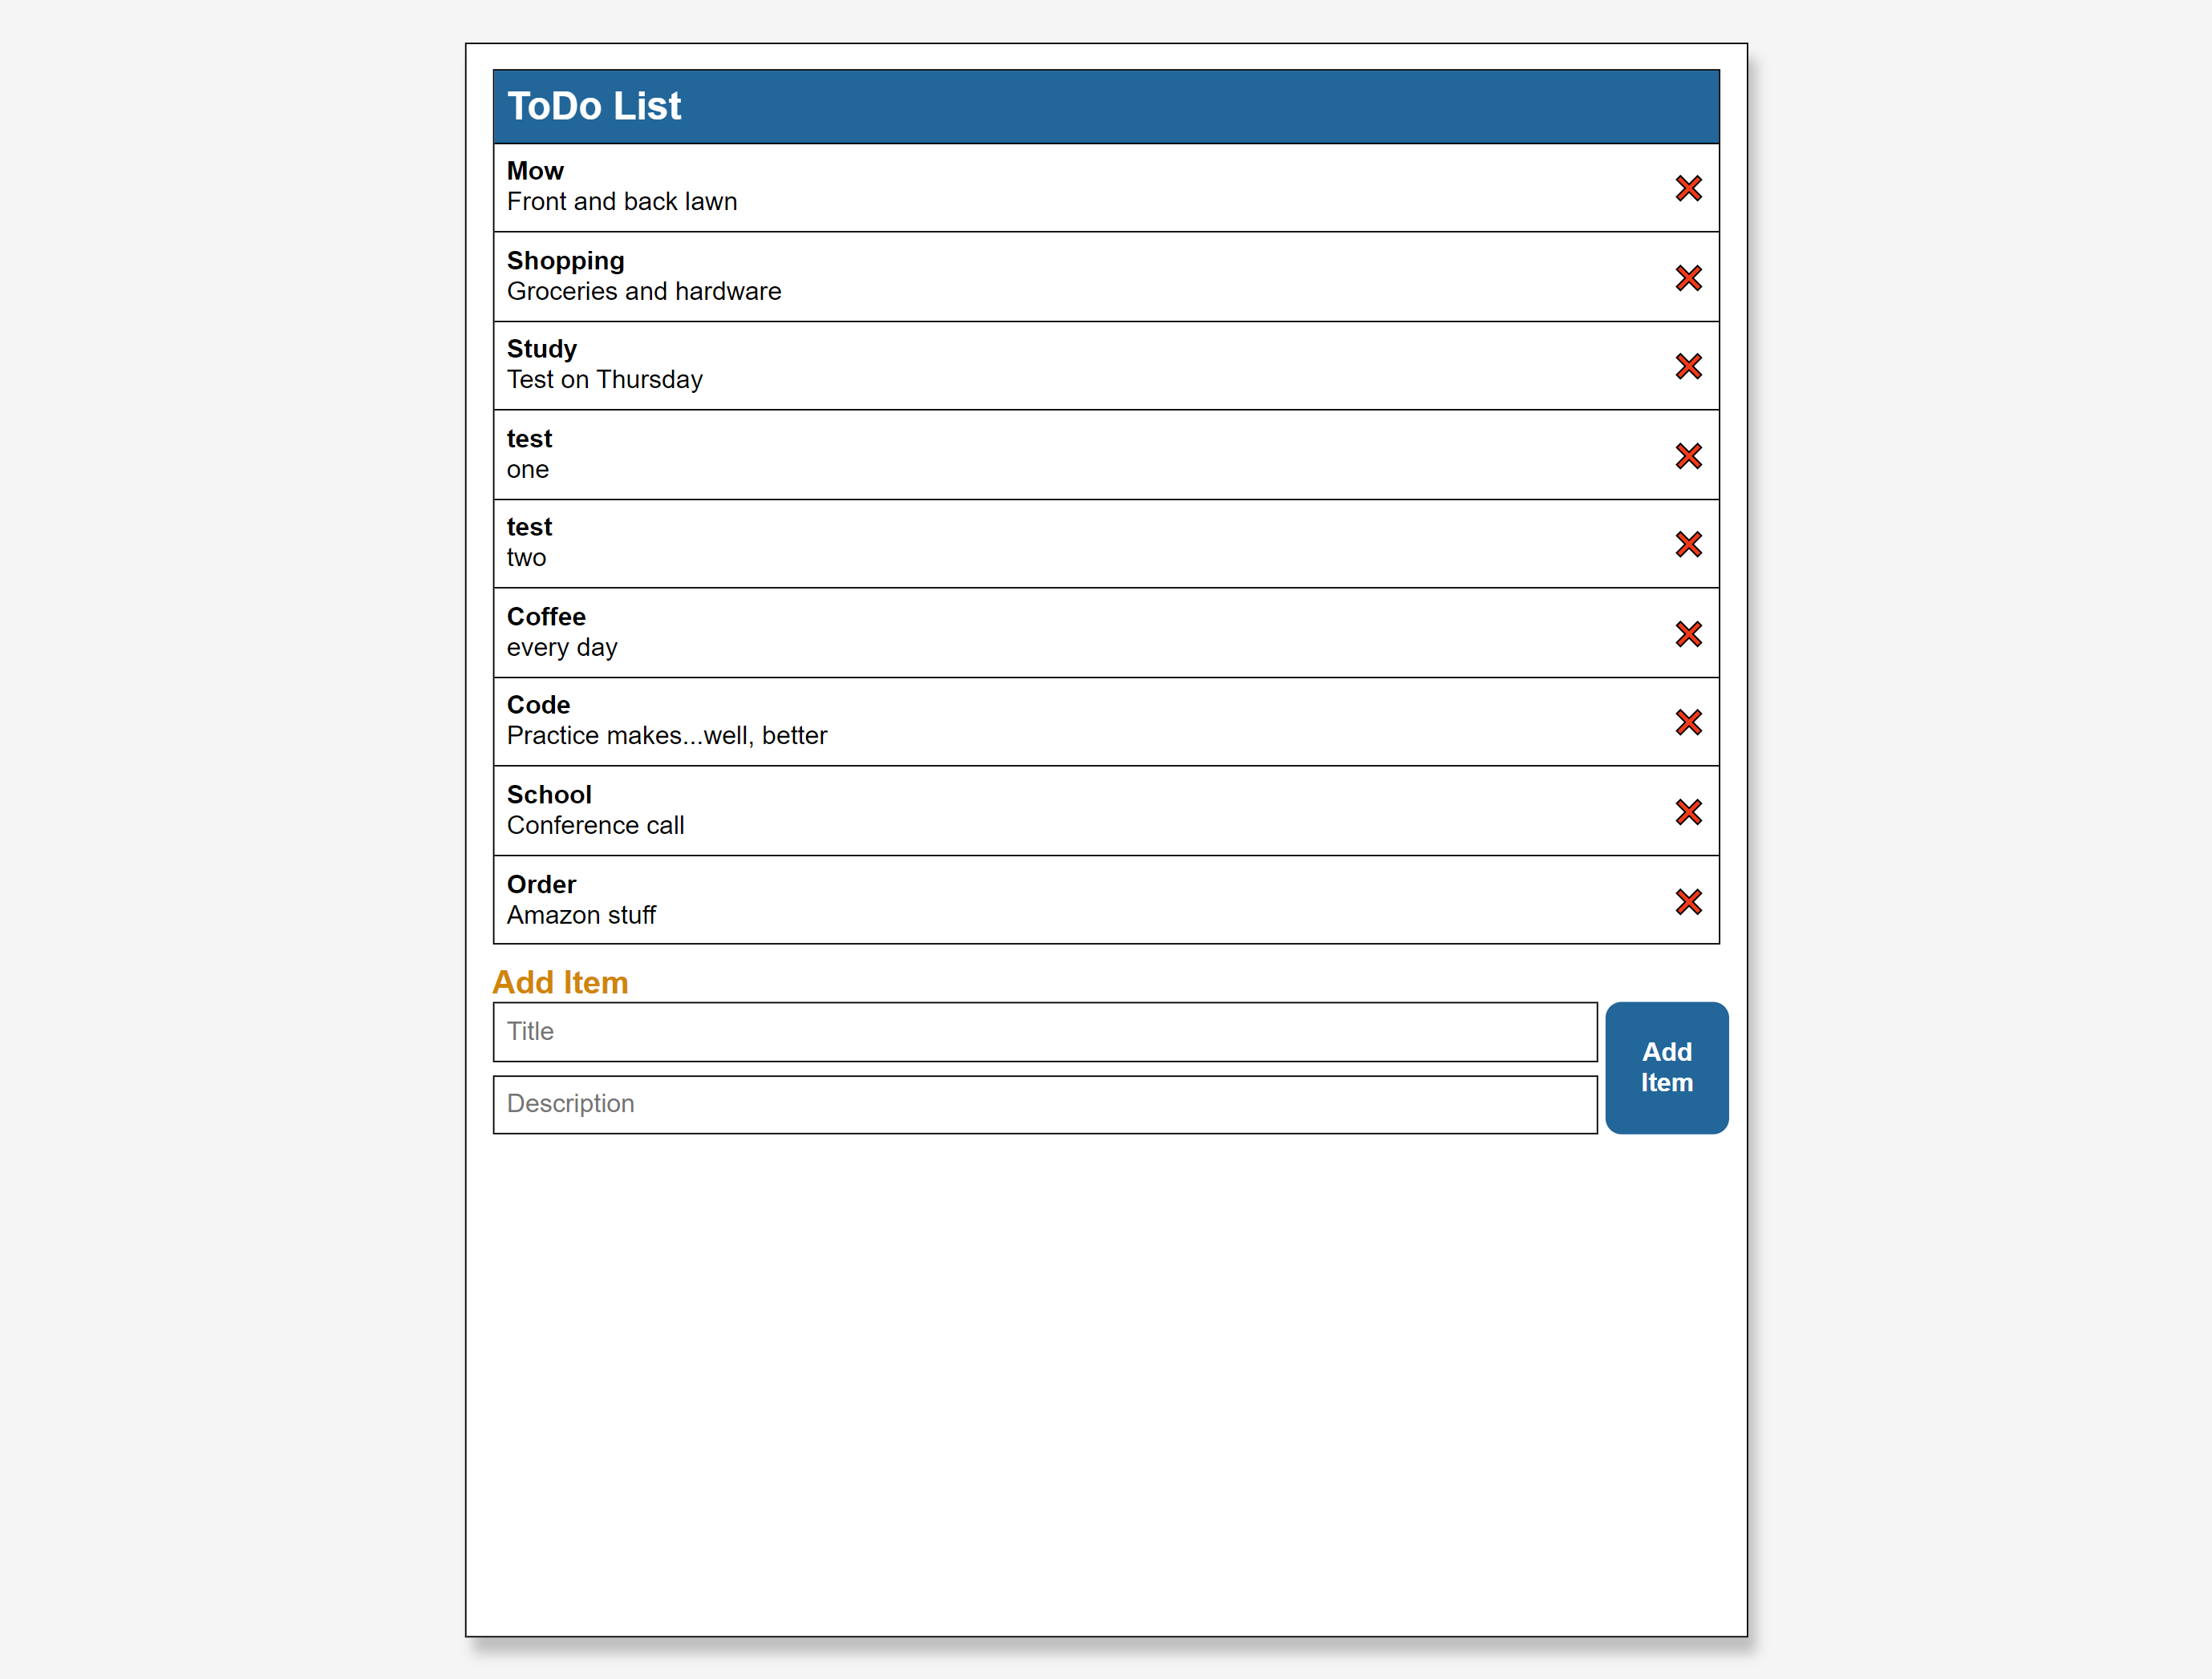 ToDo List
Mow
Front and back lawn
Shopping
Groceries and hardware
Study
Test on Thursday
test
one
test
two
Coffee
every day
Code
Practice makes...well, better
School
Conference call
Order
Amazon stuff
Add Item
Title
Description
Add
Item